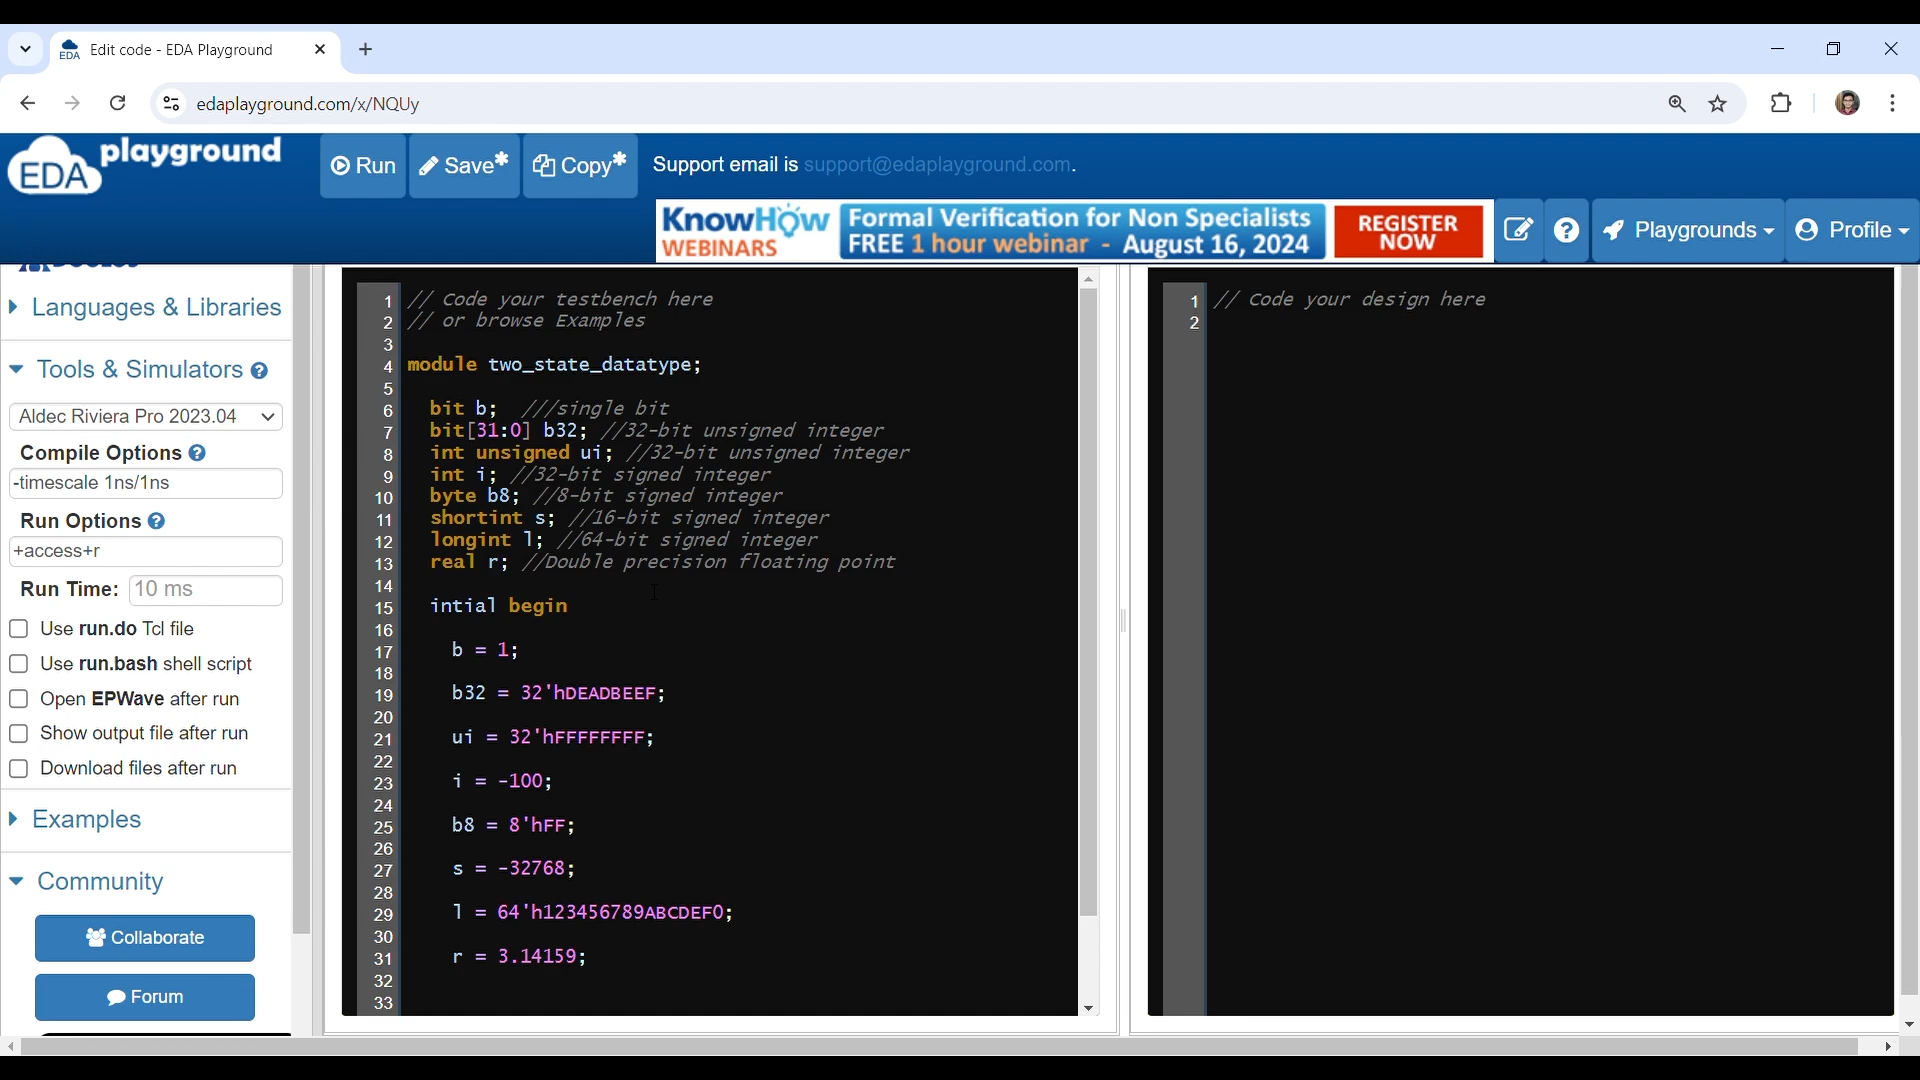 Edit code - EDA Playground
edaplayground.com/x/NQUy
EDA playground
Run
Save*
Copy*
Support email is support@edaplayground.com.
KnowHow
WEBINARS
Formal Verification for Non Specialists
FREE 1 hour webinar - August 16, 2024
REGISTER
NOW
Playgrounds
Profile
Languages & Libraries
Tools & Simulators
Aldec Riviera Pro 2023.04
Compile Options
-timescale 1ns/1ns
Run Options
+access+r
Run Time: 10 ms
Use run.do Tcl file
Use run.bash shell script
Open EPWave after run
Show output file after run
Download files after run
Examples
Community
Collaborate
Forum
1 // Code your testbench here
2 // or browse Examples
3
4 module two_state_datatype;
5
6 bit b; ///single bit
7 bit[31:0] b32; //32-bit unsigned integer
8 int unsigned ui; //32-bit unsigned integer
9 int i; //32-bit signed integer
10 byte b8; //8-bit signed integer
11 shortint s; //16-bit signed integer
12 longint l; //64-bit signed integer
13 real r; //Double precision floating point
14
15 intial begin
16
17 b = 1;
18
19 b32 = 32'hDEADBEEF;
20
21 ui = 32'hFFFFFFFF;
22
23 i = -100;
24
25 b8 = 8'hFF;
26
27 s = -32768;
28
29 l = 64'h123456789ABCDEF0;
30
31 r = 3.14159;
32
33
1 // Code your design here
2